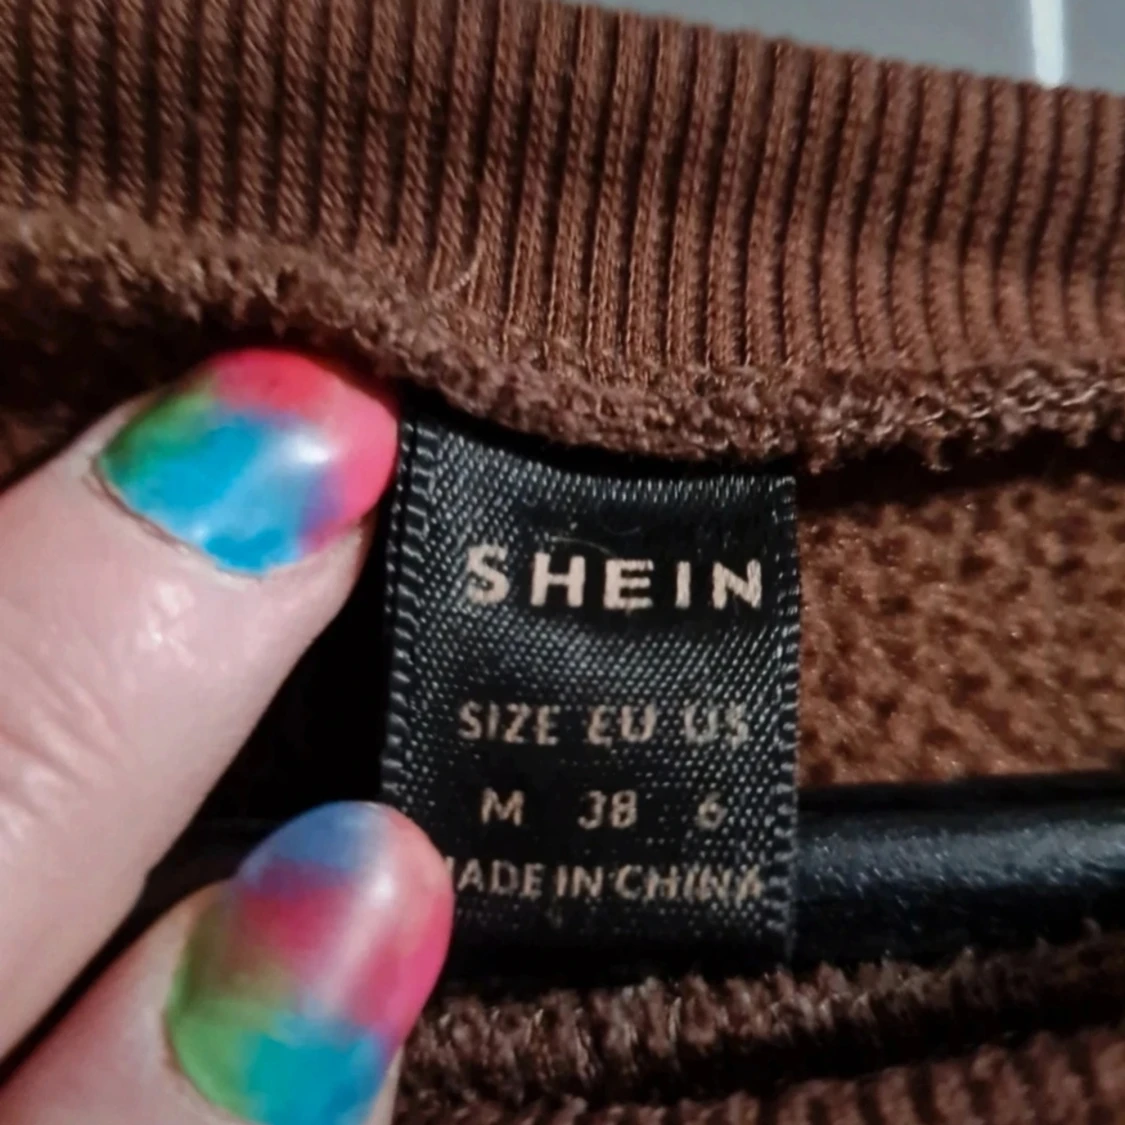 SHEIN
SIZE EU US
M 38 6
MADE IN CHINA